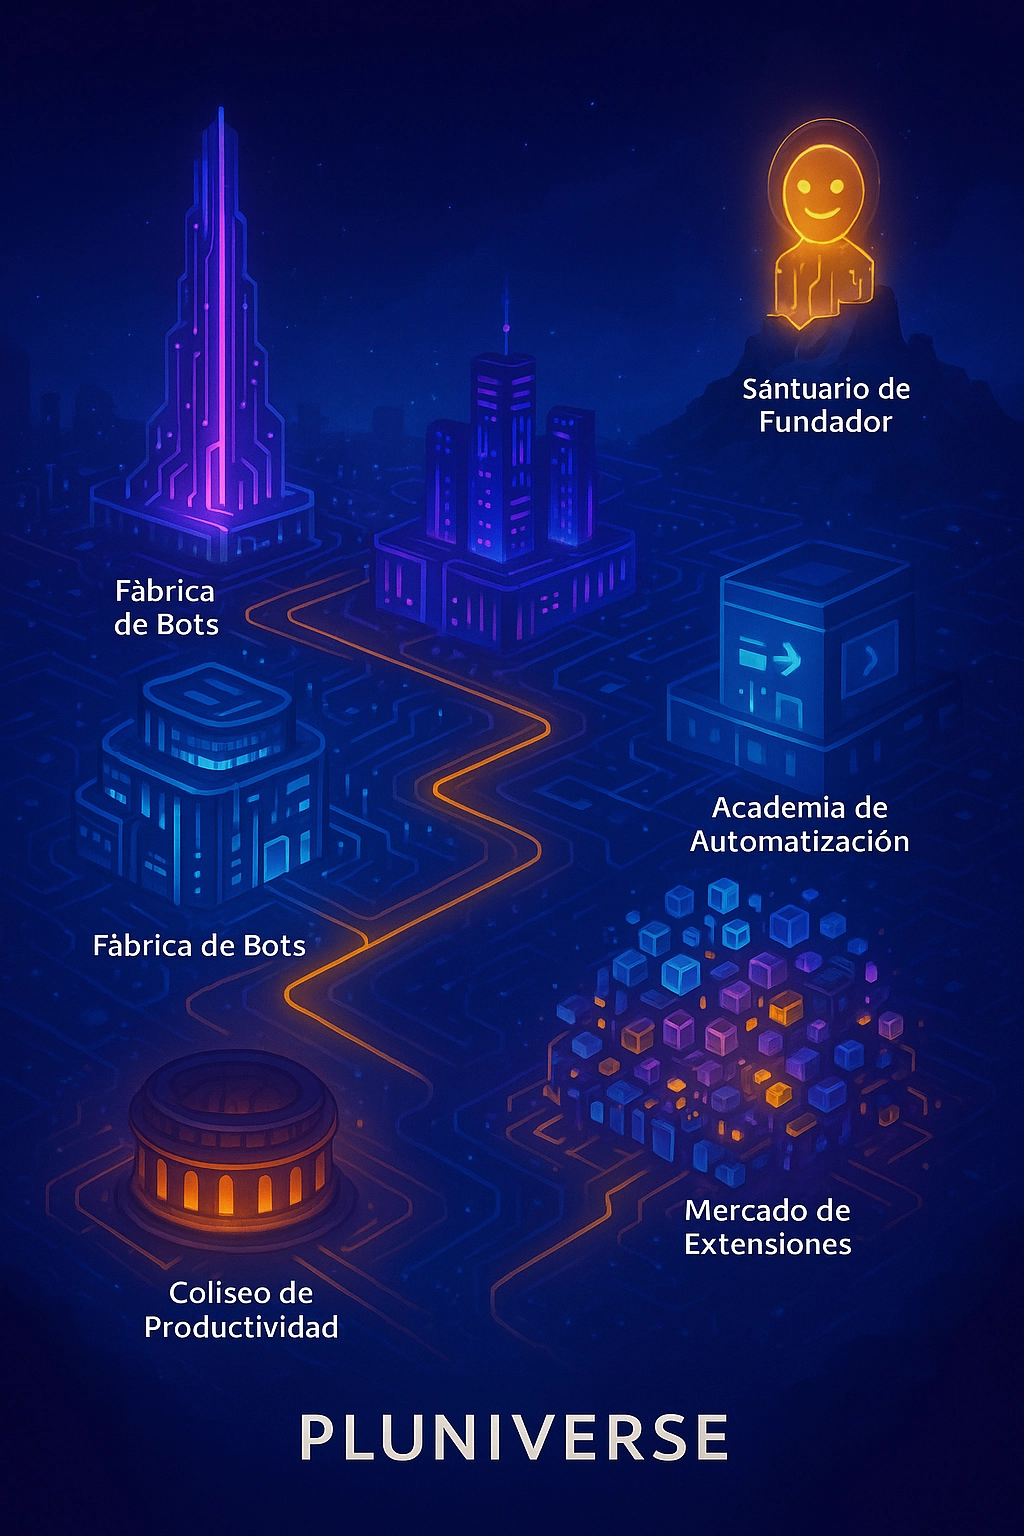 Sántuario de
Fundador
Fàbrica
de Bots
Academia de
Automatización
Fàbrica de Bots
Mercado de
Extensiones
Coliseo de
Productividad
PLUNIVERSE